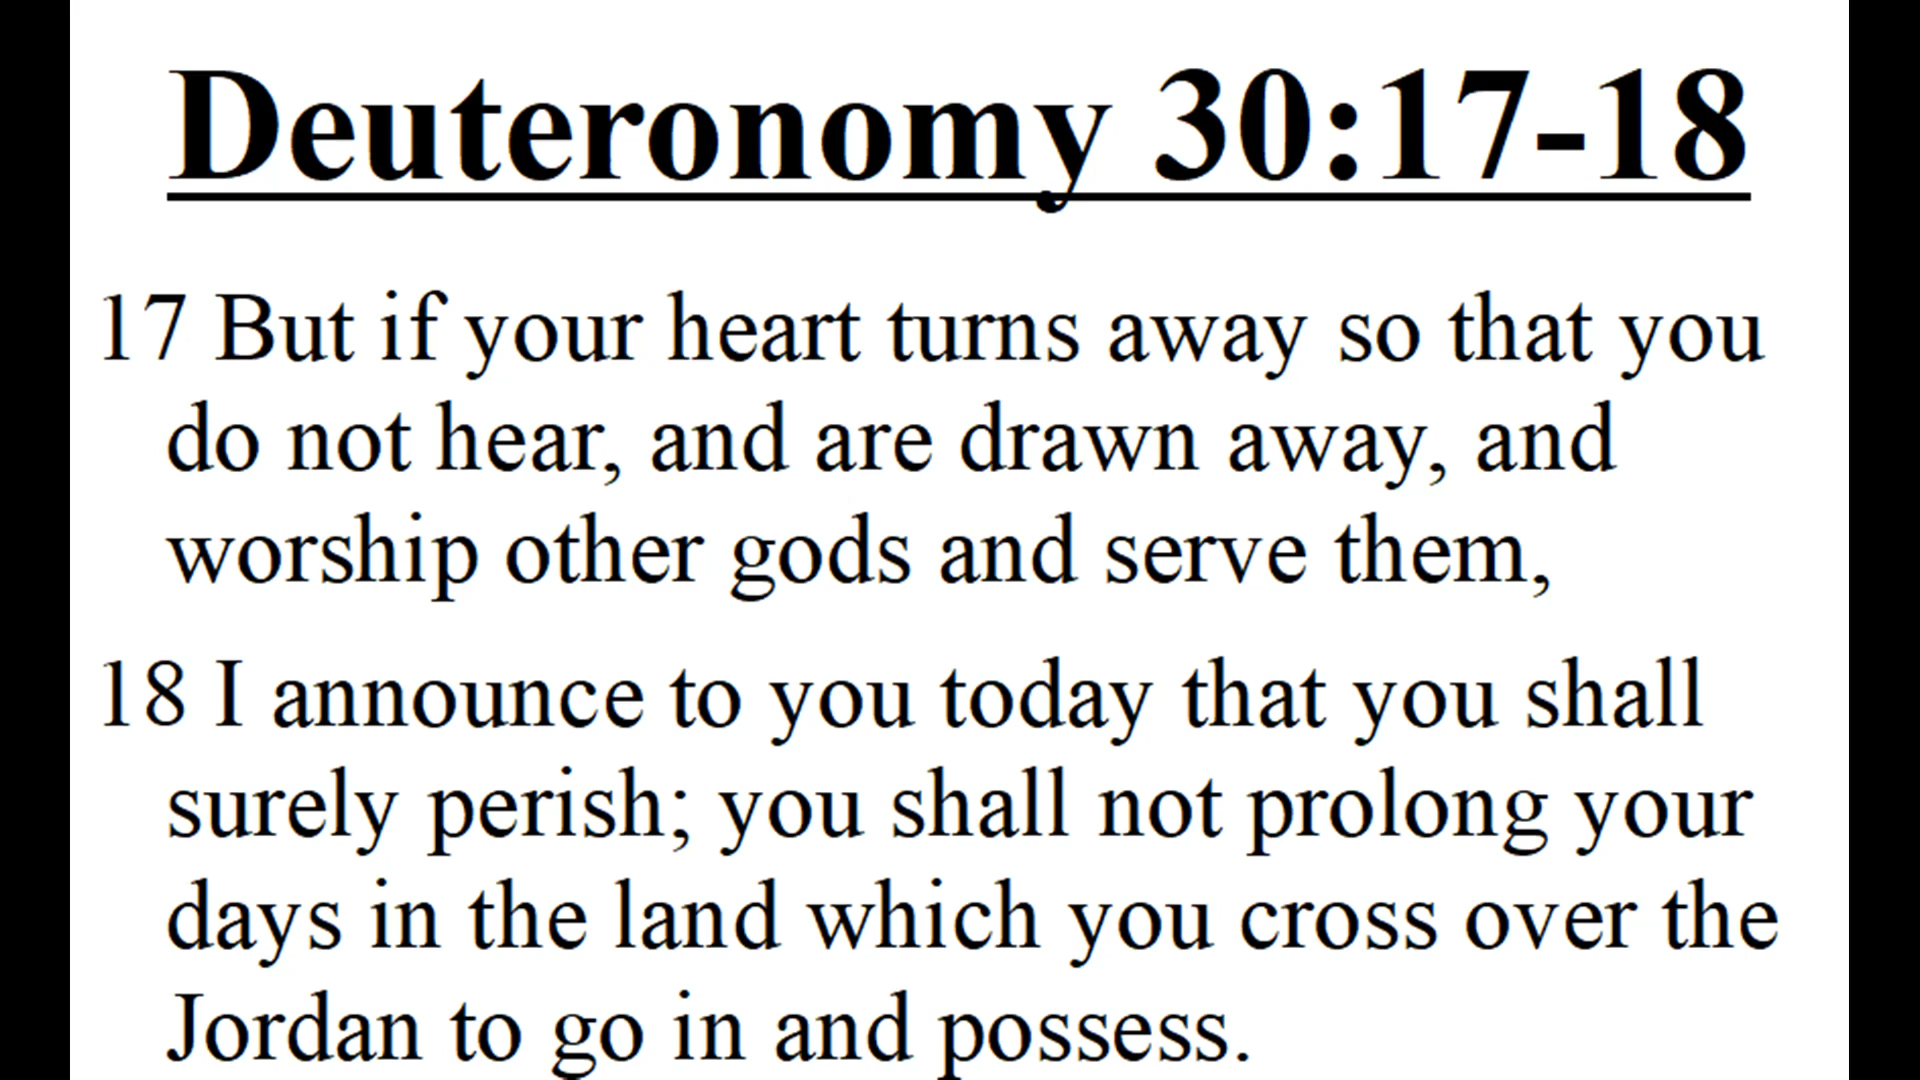 Deuteronomy 30:17-18
17 But if your heart turns away so that you
do not hear, and are drawn away, and
worship other gods and serve them,
18 I announce to you today that you shall
surely perish; you shall not prolong your
days in the land which you cross over the
Jordan to go in and possess.